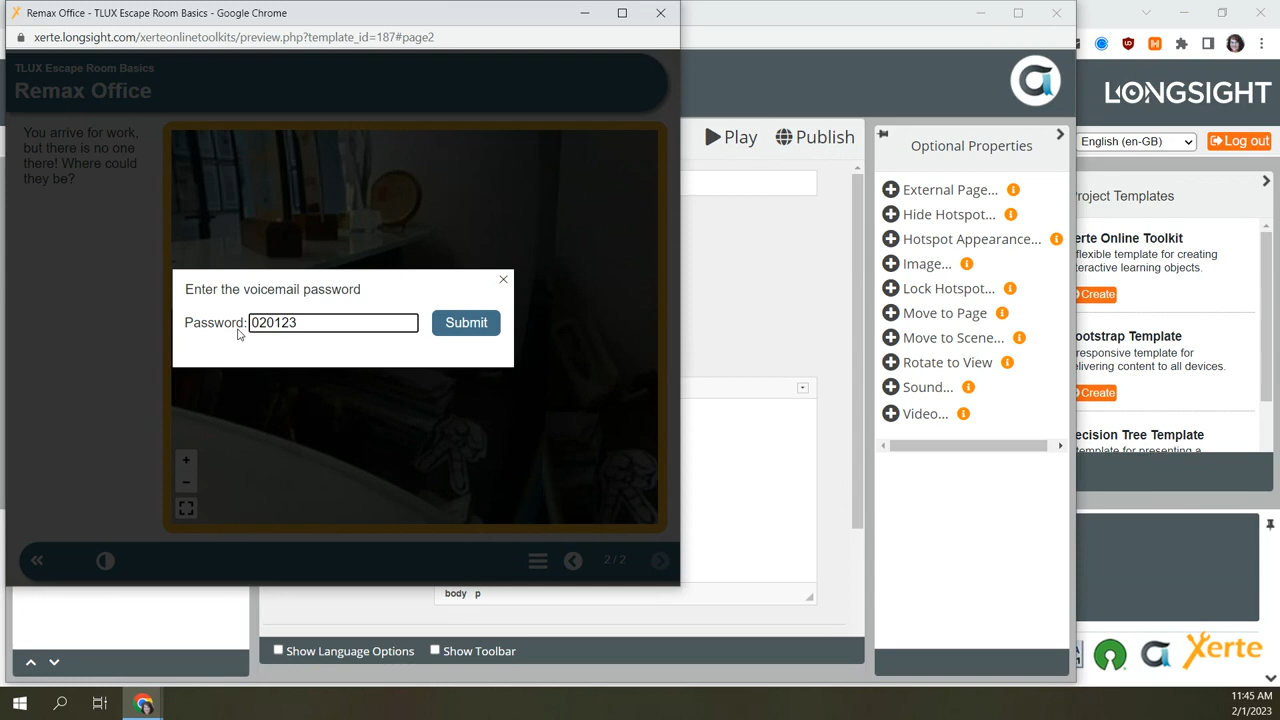 Remax Office - TLUX Escape Room Basics - Google Chrome
xerte.longsight.com/xerteonlinetoolkits/preview.php?template_id=187#page2
TLUX Escape Room Basics
Remax Office
You arrive for work,
but there is no one
there! Where could
they be?
Enter the voicemail password
Password: 020123
Submit
+
−
2 / 2
Play
Publish
body p
Show Language Options
Show Toolbar
Optional Properties
External Page...
Hide Hotspot...
Hotspot Appearance...
Image...
Lock Hotspot...
Move to Page
Move to Scene...
Rotate to View
Sound...
Video...
LONGSIGHT
English (en-GB)
Log out
roject Templates
erte Online Toolkit
flexible template for creating
teractive learning objects.
Create
ootstrap Template
responsive template for
elivering content to all devices.
Create
ecision Tree Template
template for presenting a
Xerte
11:45 AM
2/1/2023